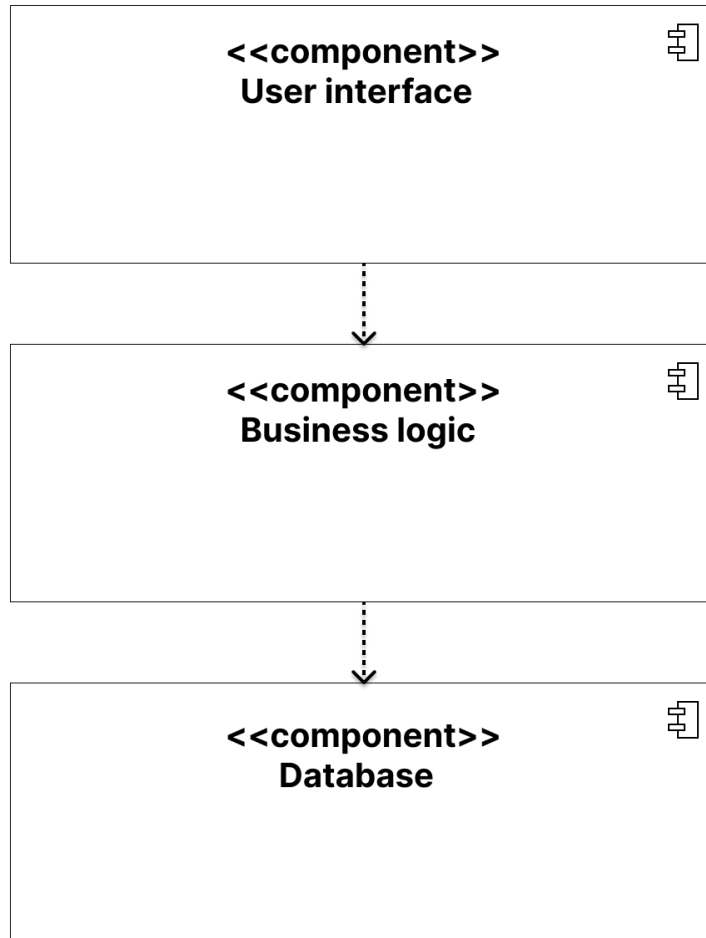 <<component>>
User interface
<<component>>
Business logic
<<component>>
Database